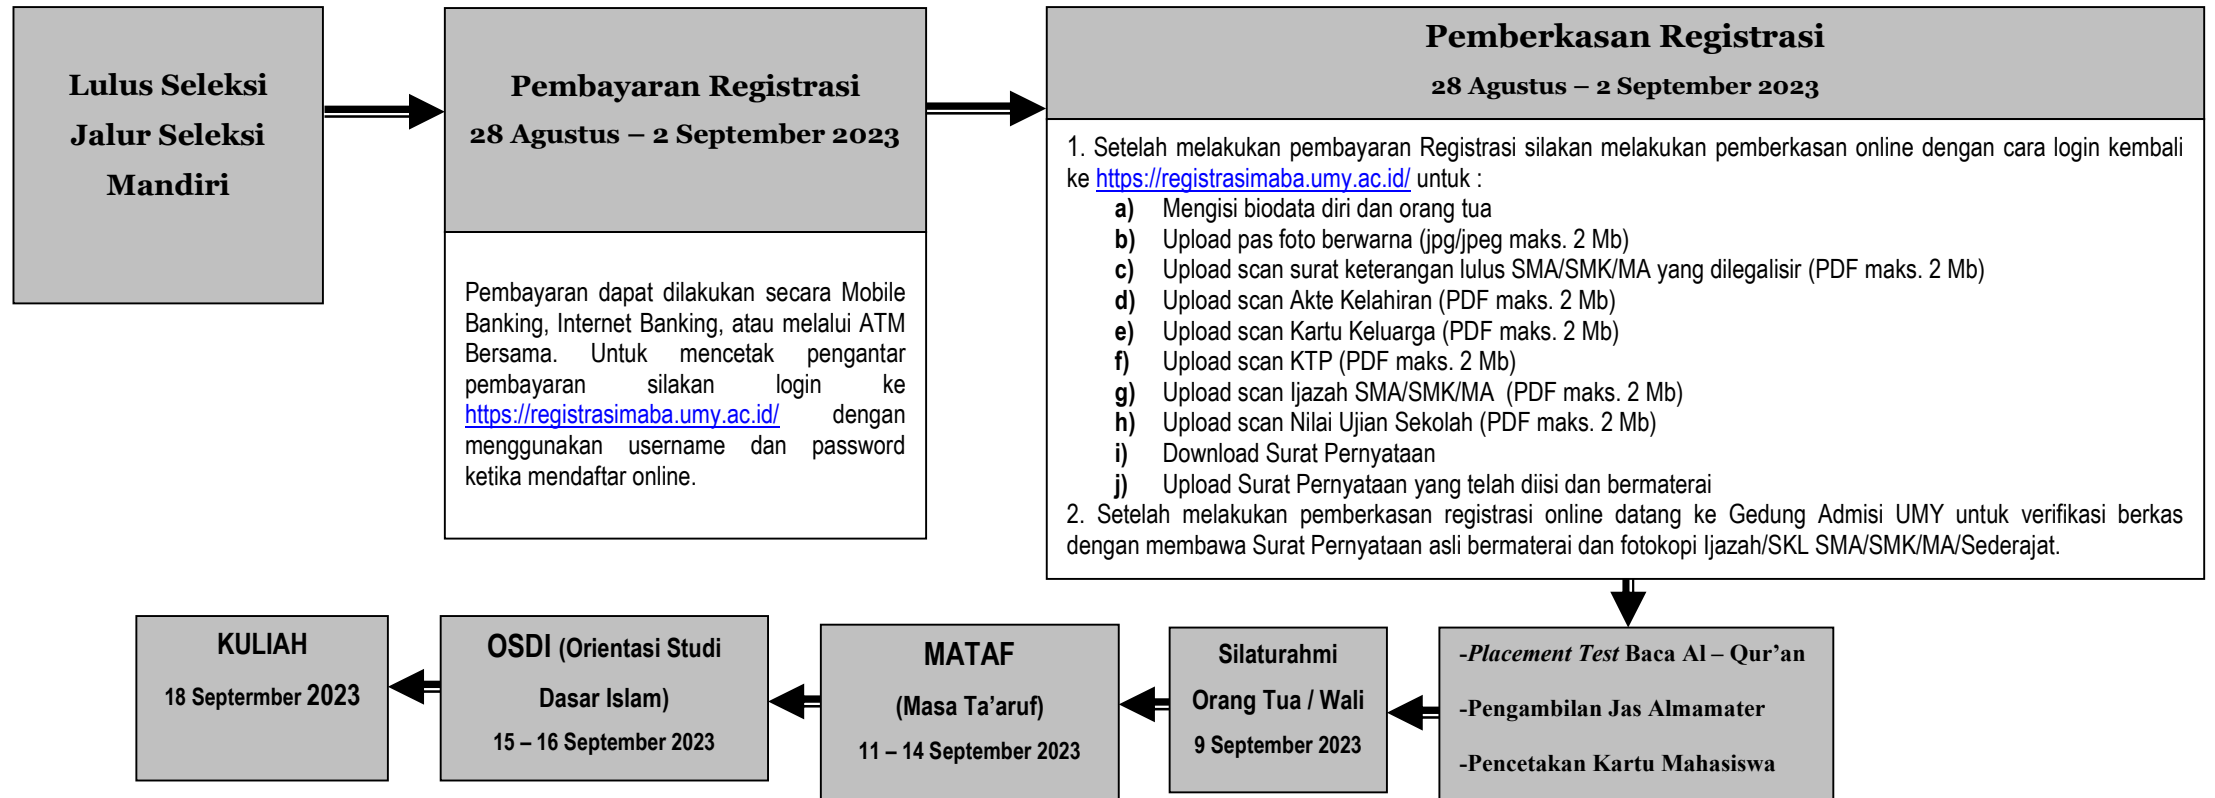 Lulus Seleksi
Jalur Seleksi
Mandiri
Pembayaran Registrasi
28 Agustus – 2 September 2023
Pembayaran dapat dilakukan secara Mobile
Banking, Internet Banking, atau melalui ATM
Bersama. Untuk mencetak pengantar
pembayaran silakan login ke
https://registrasimaba.umy.ac.id/ dengan
menggunakan username dan password
ketika mendaftar online.
Pemberkasan Registrasi
28 Agustus – 2 September 2023
1. Setelah melakukan pembayaran Registrasi silakan melakukan pemberkasan online dengan cara login kembali
ke https://registrasimaba.umy.ac.id/ untuk :
a) Mengisi biodata diri dan orang tua
b) Upload pas foto berwarna (jpg/jpeg maks. 2 Mb)
c) Upload scan surat keterangan lulus SMA/SMK/MA yang dilegalisir (PDF maks. 2 Mb)
d) Upload scan Akte Kelahiran (PDF maks. 2 Mb)
e) Upload scan Kartu Keluarga (PDF maks. 2 Mb)
f) Upload scan KTP (PDF maks. 2 Mb)
g) Upload scan Ijazah SMA/SMK/MA (PDF maks. 2 Mb)
h) Upload scan Nilai Ujian Sekolah (PDF maks. 2 Mb)
i) Download Surat Pernyataan
j) Upload Surat Pernyataan yang telah diisi dan bermaterai
2. Setelah melakukan pemberkasan registrasi online datang ke Gedung Admisi UMY untuk verifikasi berkas
dengan membawa Surat Pernyataan asli bermaterai dan fotokopi Ijazah/SKL SMA/SMK/MA/Sederajat.
-Placement Test Baca Al – Qur’an
-Pengambilan Jas Almamater
-Pencetakan Kartu Mahasiswa
Silaturahmi
Orang Tua / Wali
9 September 2023
MATAF
(Masa Ta’aruf)
11 – 14 September 2023
OSDI (Orientasi Studi
Dasar Islam)
15 – 16 September 2023
KULIAH
18 Septermber 2023